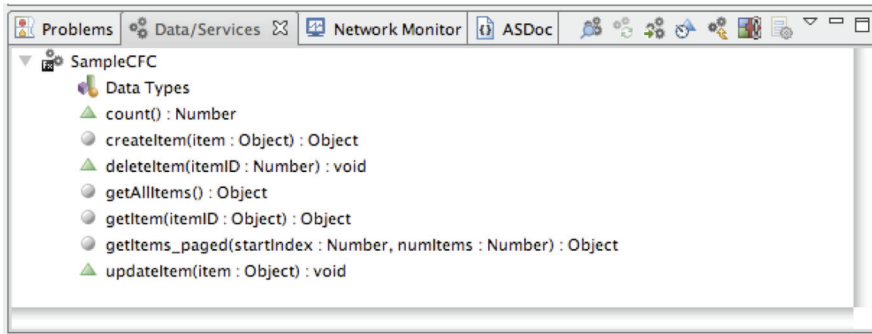 Problems Data/Services Network Monitor ASDoc
SampleCFC
Data Types
count() : Number
createItem(item : Object) : Object
deleteItem(itemID : Number) : void
getAllItems() : Object
getItem(itemID : Object) : Object
getItems_paged(startIndex : Number, numItems : Number) : Object
updateItem(item : Object) : void